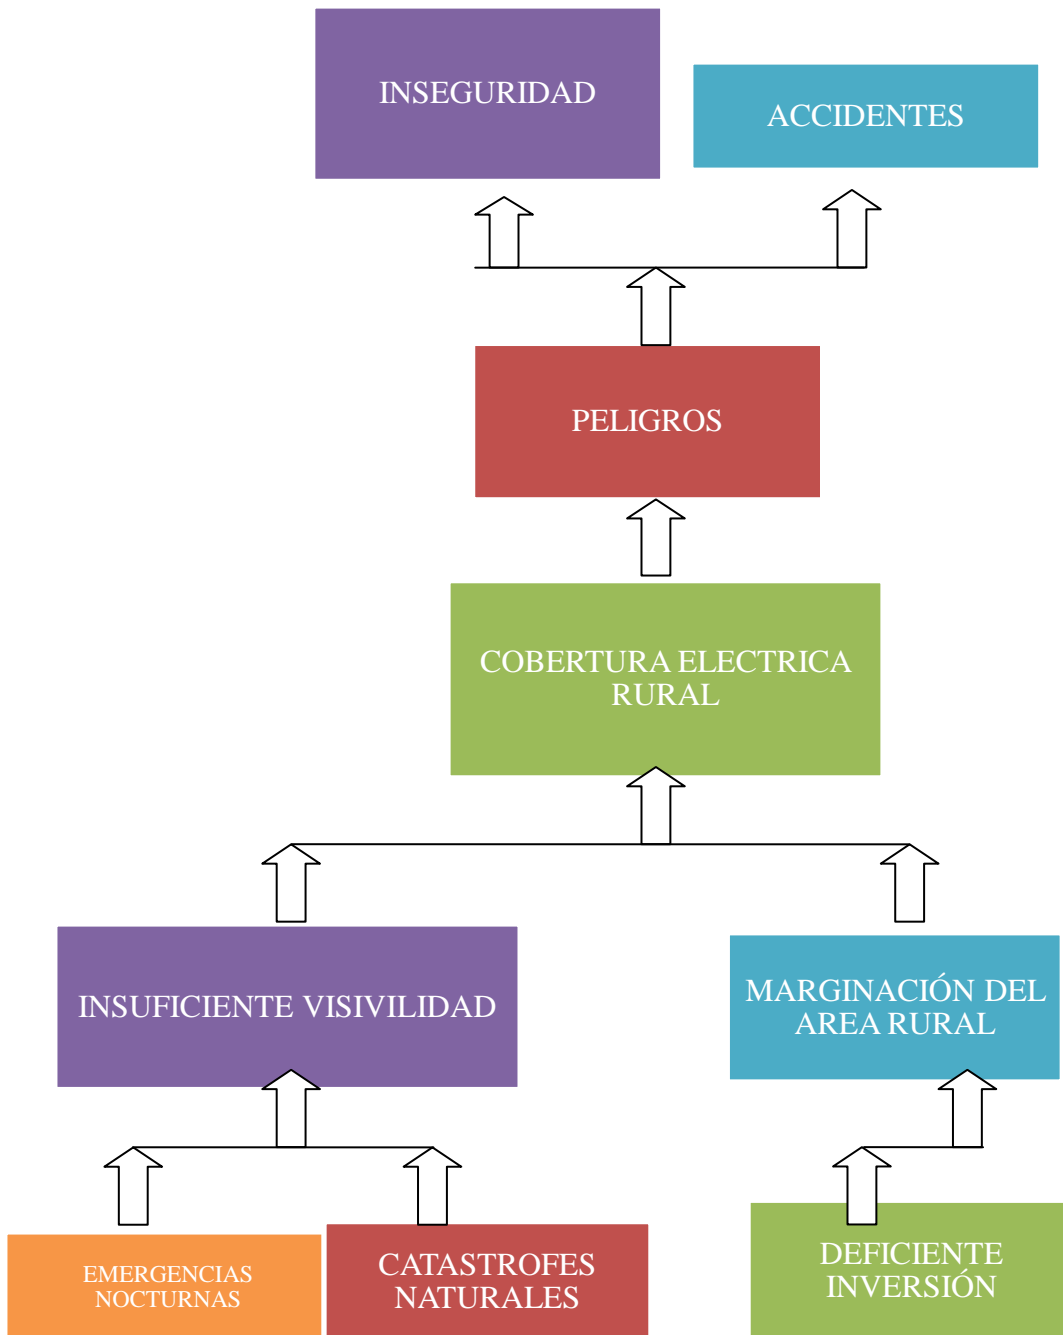 INSEGURIDAD
ACCIDENTES
PELIGROS
COBERTURA ELECTRICA
RURAL
INSUFICIENTE VISIVILIDAD
MARGINACIÓN DEL
AREA RURAL
EMERGENCIAS
NOCTURNAS
CATASTROFES
NATURALES
DEFICIENTE
INVERSIÓN